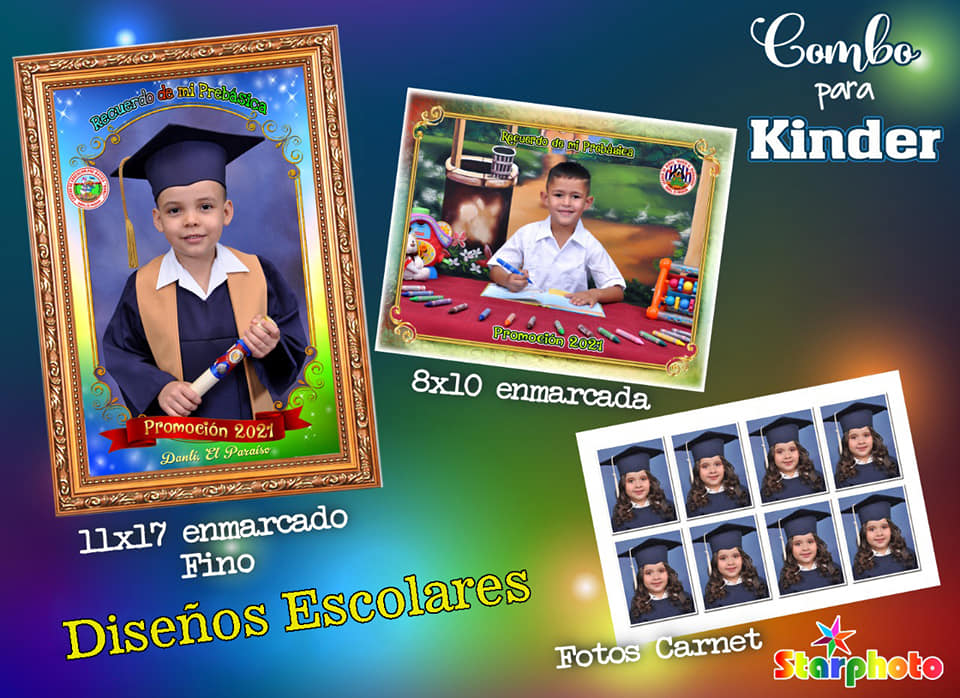 Combo
para
Kinder
Recuerdo de mi Prebásica
Promoción 2021
Danlí, El Paraíso
11x17 enmarcado
Fino
Recuerdo de mi Prebásica
Promoción 2021
8x10 enmarcada
Diseños Escolares
Fotos Carnet
Starphoto